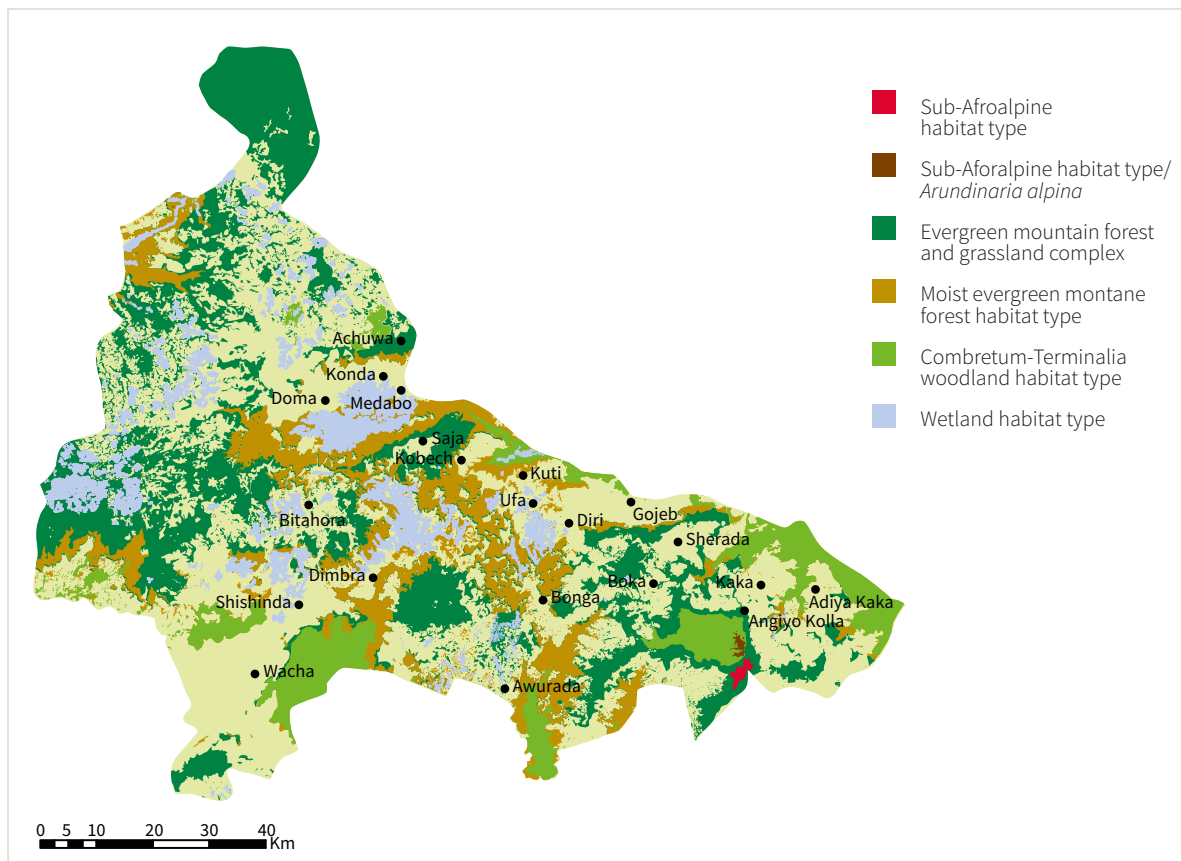 Sub-Afroalpine
habitat type
Sub-Aforalpine habitat type/
Arundinaria alpina
Evergreen mountain forest
and grassland complex
Moist evergreen montane
forest habitat type
Combretum-Terminalia
woodland habitat type
Wetland habitat type
Achuwa
Konda
Doma
Medabo
Saja
Kobech
Kuti
Ufa
Gojeb
Bitahora
Diri
Sherada
Dimbra
Boka
Kaka
Shishinda
Bonga
Adiya Kaka
Angiyo Kolla
Wacha
Awurada
0 5 10 20 30 40
Km